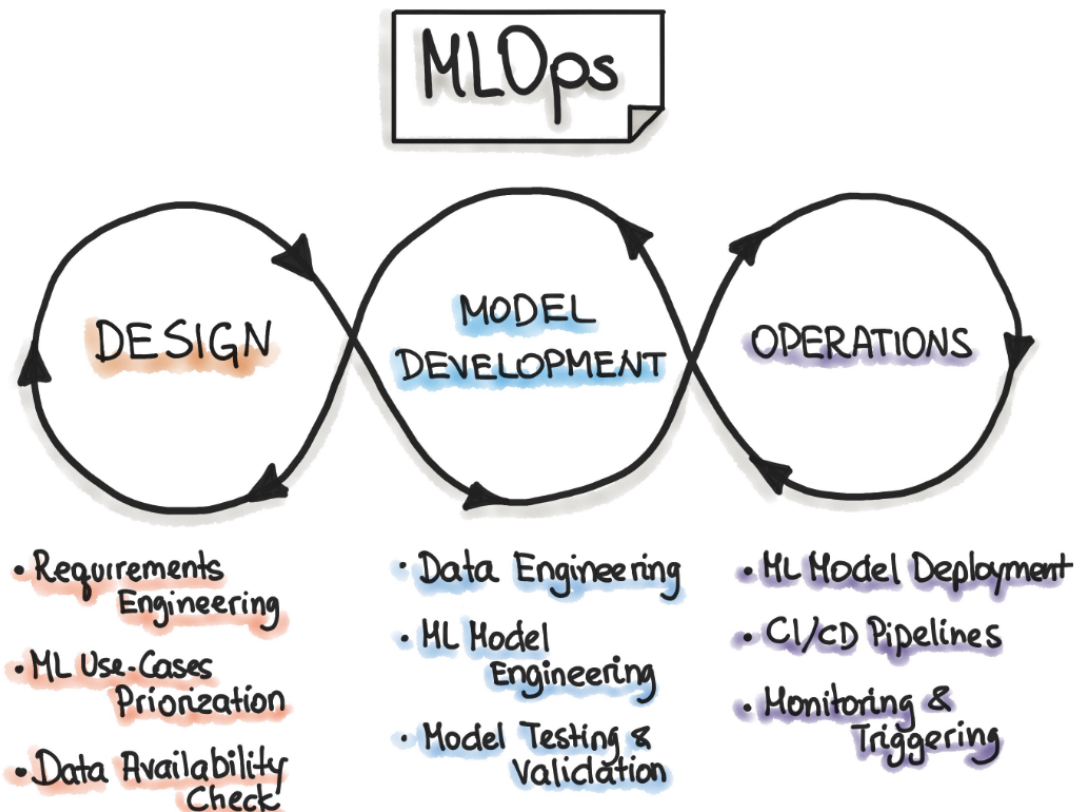 MLOps
DESIGN
MODEL
DEVELOPMENT
OPERATIONS
• Requirements
Engineering
• ML Use-Cases
Priorization
• Data Availability
Check
• Data Engineering
• ML Model
Engineering
• Model Testing &
Validation
• ML Model Deployment
• CI/CD Pipelines
• Monitoring &
Triggering